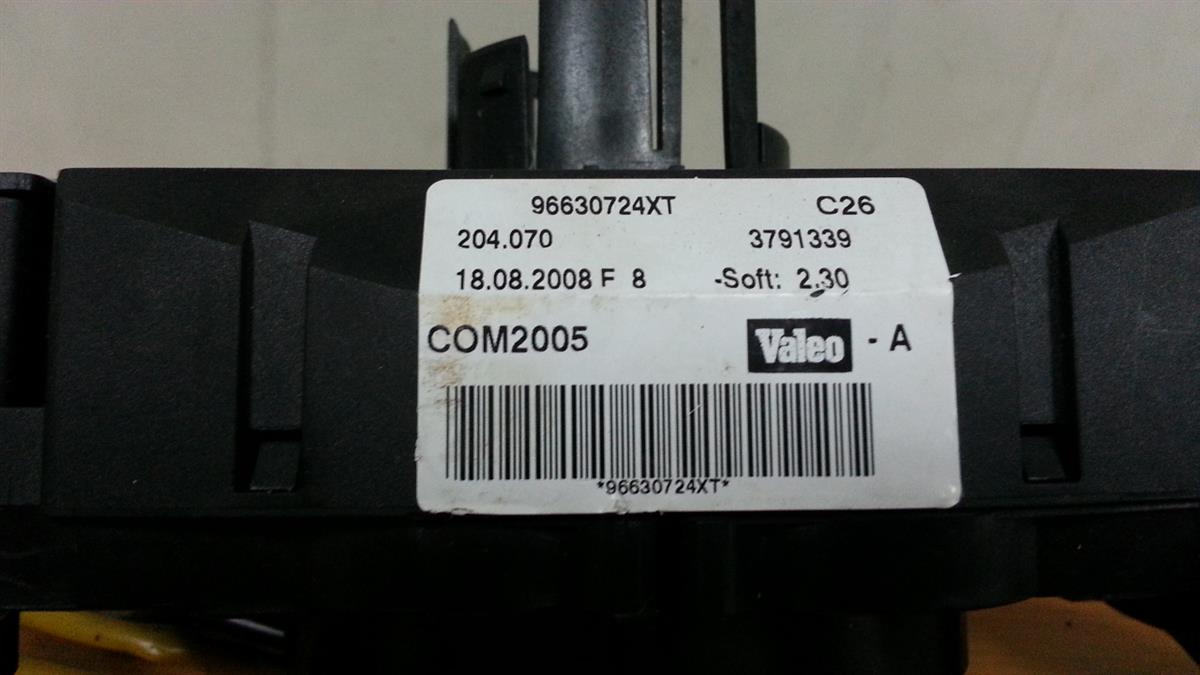 96630724XT C26
204.070 3791339
18.08.2008 F 8 -Soft: 2.30
COM2005 Valeo - A
*96630724XT*